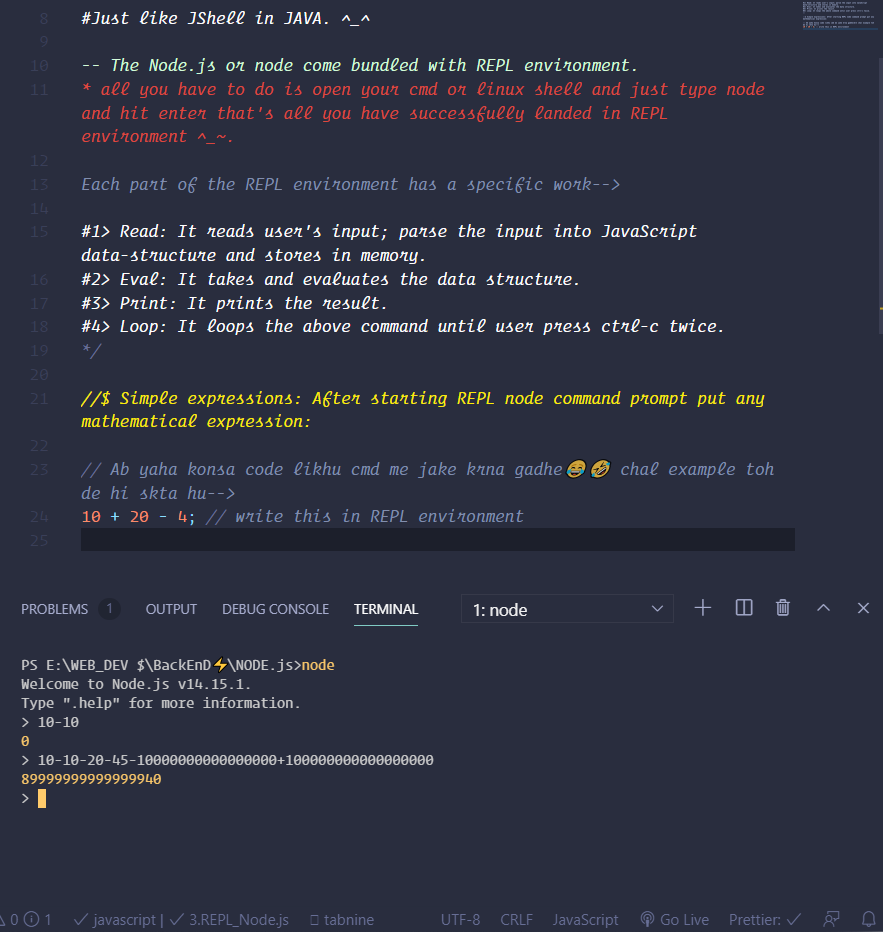 8 #Just like JShell in JAVA. ^_^
9
10 -- The Node.js or node come bundled with REPL environment.
11 * all you have to do is open your cmd or linux shell and just type node
and hit enter that's all you have successfully landed in REPL
environment ^_~.
12
13 Each part of the REPL environment has a specific work-->
14
15 #1> Read: It reads user's input; parse the input into JavaScript
data-structure and stores in memory.
16 #2> Eval: It takes and evaluates the data structure.
17 #3> Print: It prints the result.
18 #4> Loop: It loops the above command until user press ctrl-c twice.
19 */
20
21 //$ Simple expressions: After starting REPL node command prompt put any
mathematical expression:
22
23 // Ab yaha konsa code likhu cmd me jake krna gadhe😂🤣 chal example toh
de hi skta hu-->
24 10 + 20 - 4; // write this in REPL environment
25
PROBLEMS 1 OUTPUT DEBUG CONSOLE TERMINAL 1: node
PS E:\WEB_DEV $\BackEnD⚡\NODE.js>node
Welcome to Node.js v14.15.1.
Type ".help" for more information.
> 10-10
0
> 10-10-20-45-10000000000000000+100000000000000000
89999999999999940
>
0 1 javascript | 3.REPL_Node.js tabnine UTF-8 CRLF JavaScript Go Live Prettier: